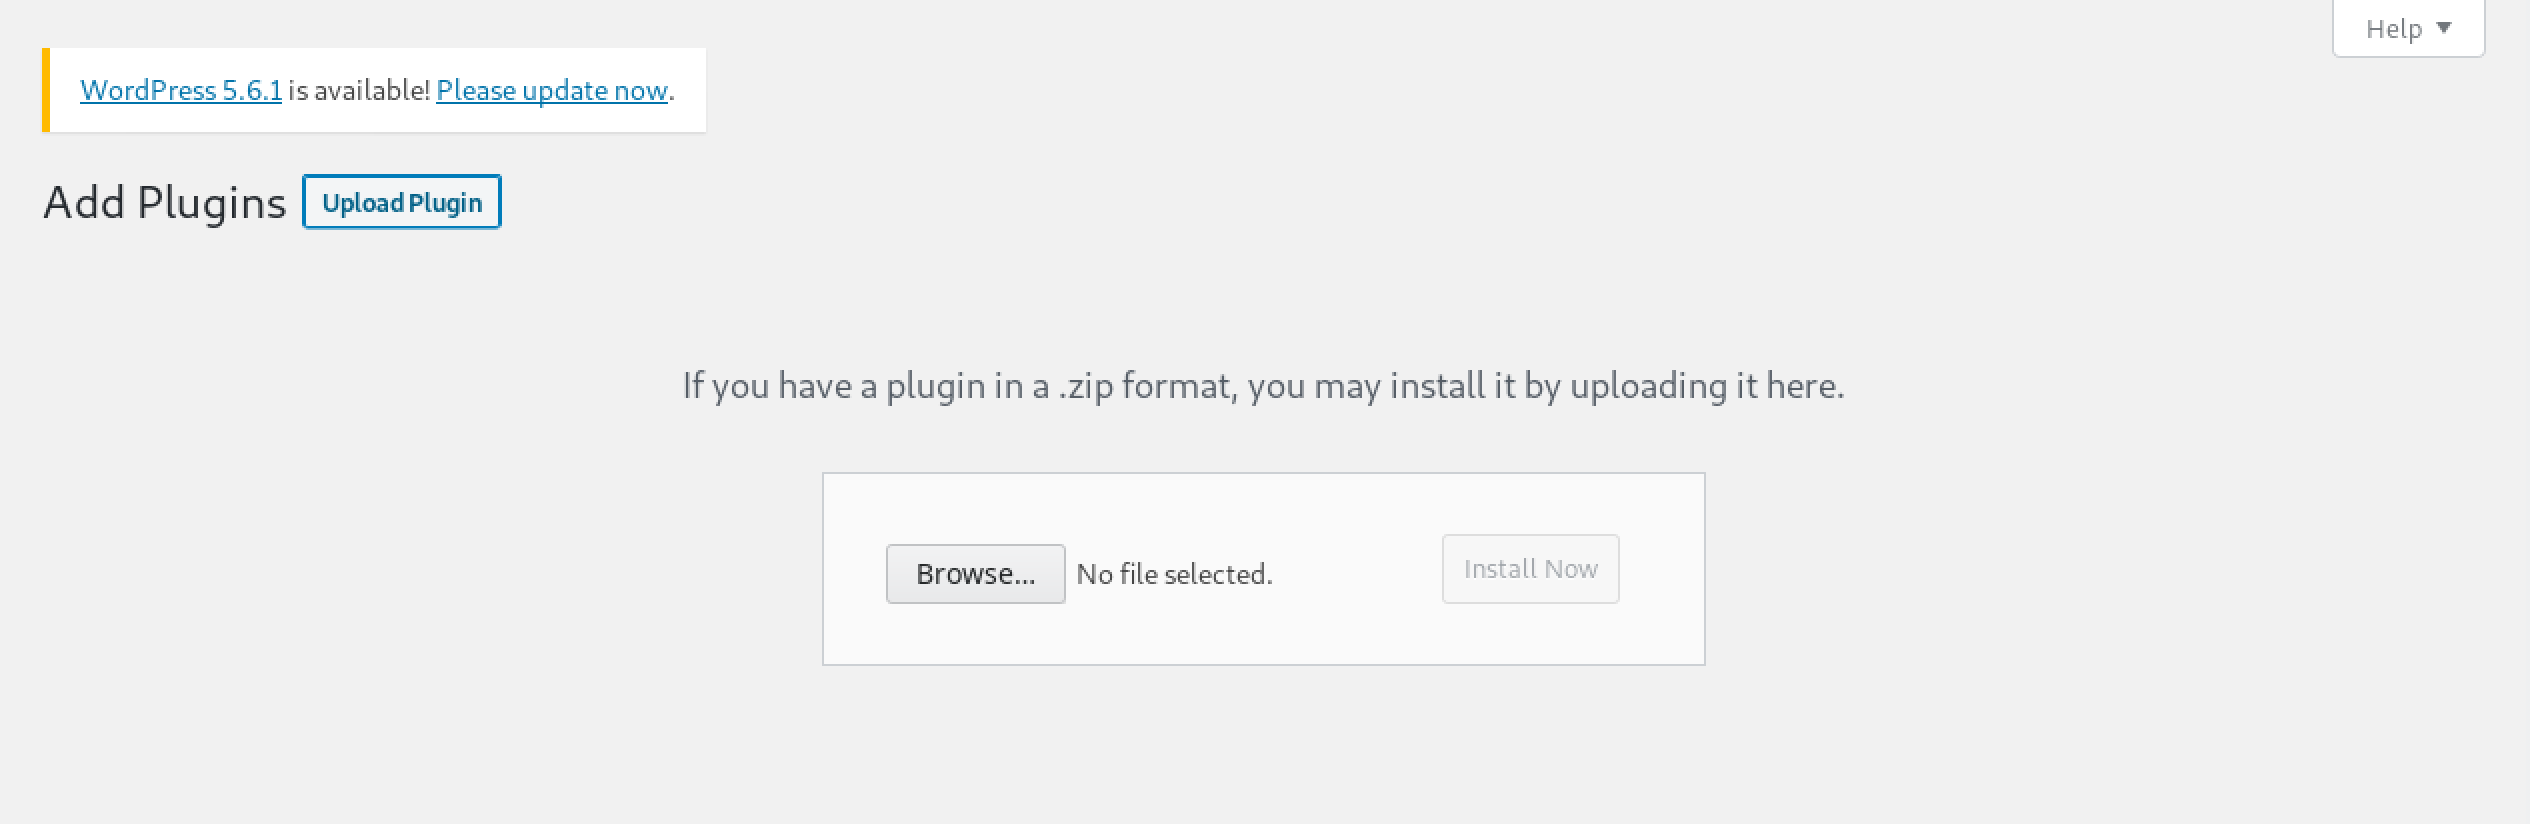 Help
WordPress 5.6.1 is available! Please update now.
Add Plugins Upload Plugin
If you have a plugin in a .zip format, you may install it by uploading it here.
Browse... No file selected. Install Now